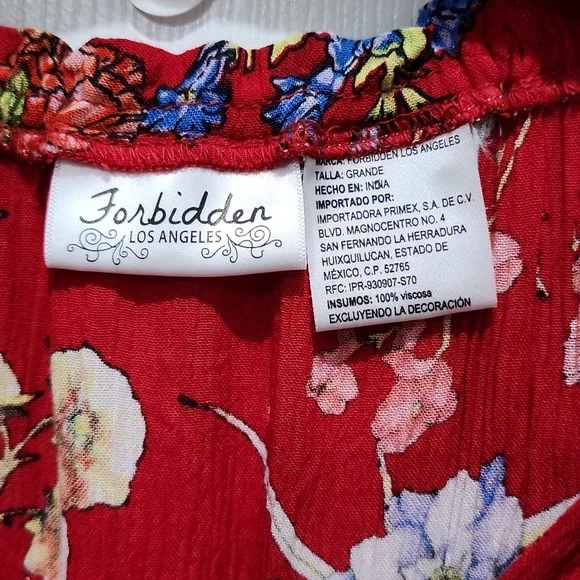 Forbidden
LOS ANGELES
MARCA: FORBIDDEN LOS ANGELES
TALLA: GRANDE
HECHO EN: INDIA
IMPORTADO POR:
IMPORTADORA PRIMEX, S.A. DE C.V.
BLVD. MAGNOCENTRO NO. 4
SAN FERNANDO LA HERRADURA
HUIXQUILUCAN, ESTADO DE
MÉXICO, C.P. 52765
RFC: IPR-930907-S70
INSUMOS: 100% viscosa
EXCLUYENDO LA DECORACIÓN